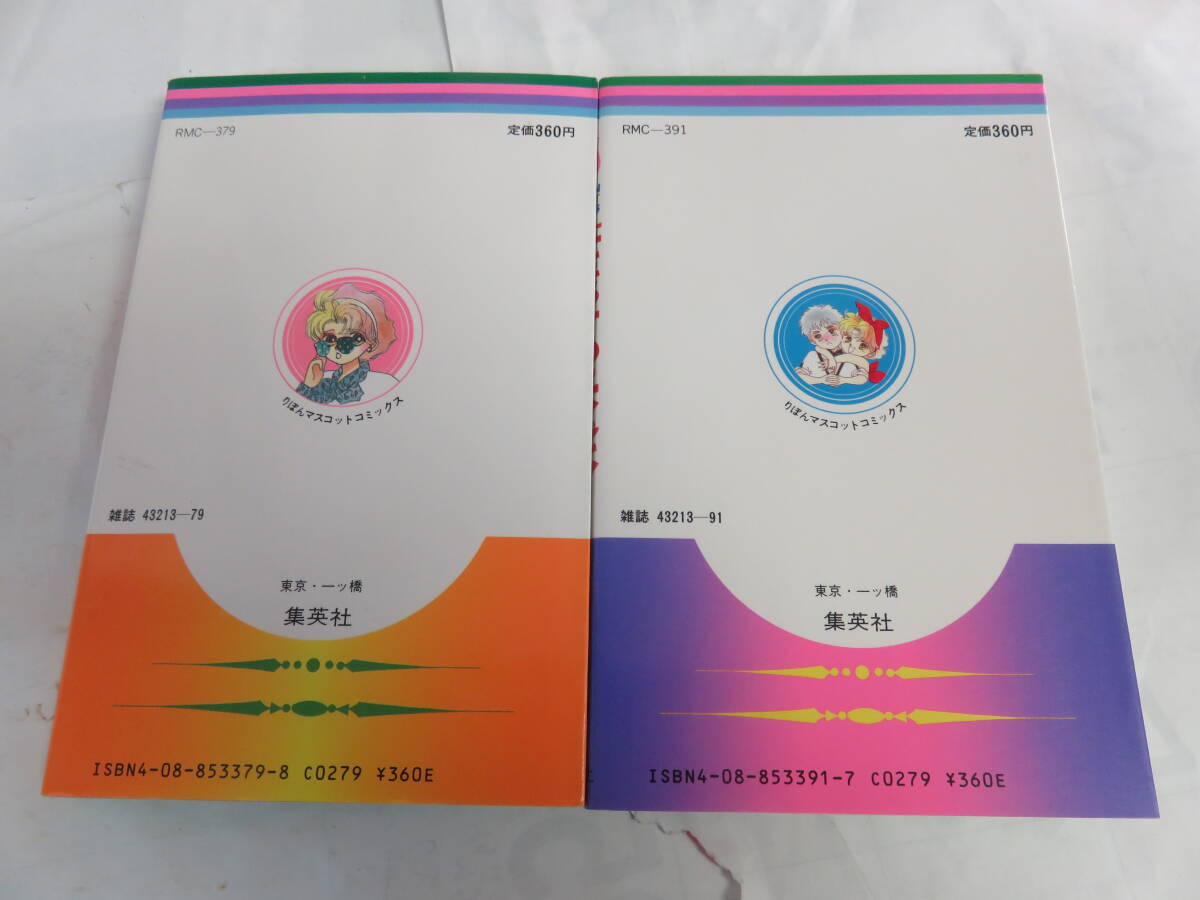 RMC―379
定価360円
りぼんマスコットコミックス
雑誌 43213―79
東京・一ッ橋
集英社
ISBN4-08-853379-8 C0279 ¥360E
RMC―391
定価360円
りぼんマスコットコミックス
雑誌 43213―91
東京・一ッ橋
集英社
ISBN4-08-853391-7 C0279 ¥360E